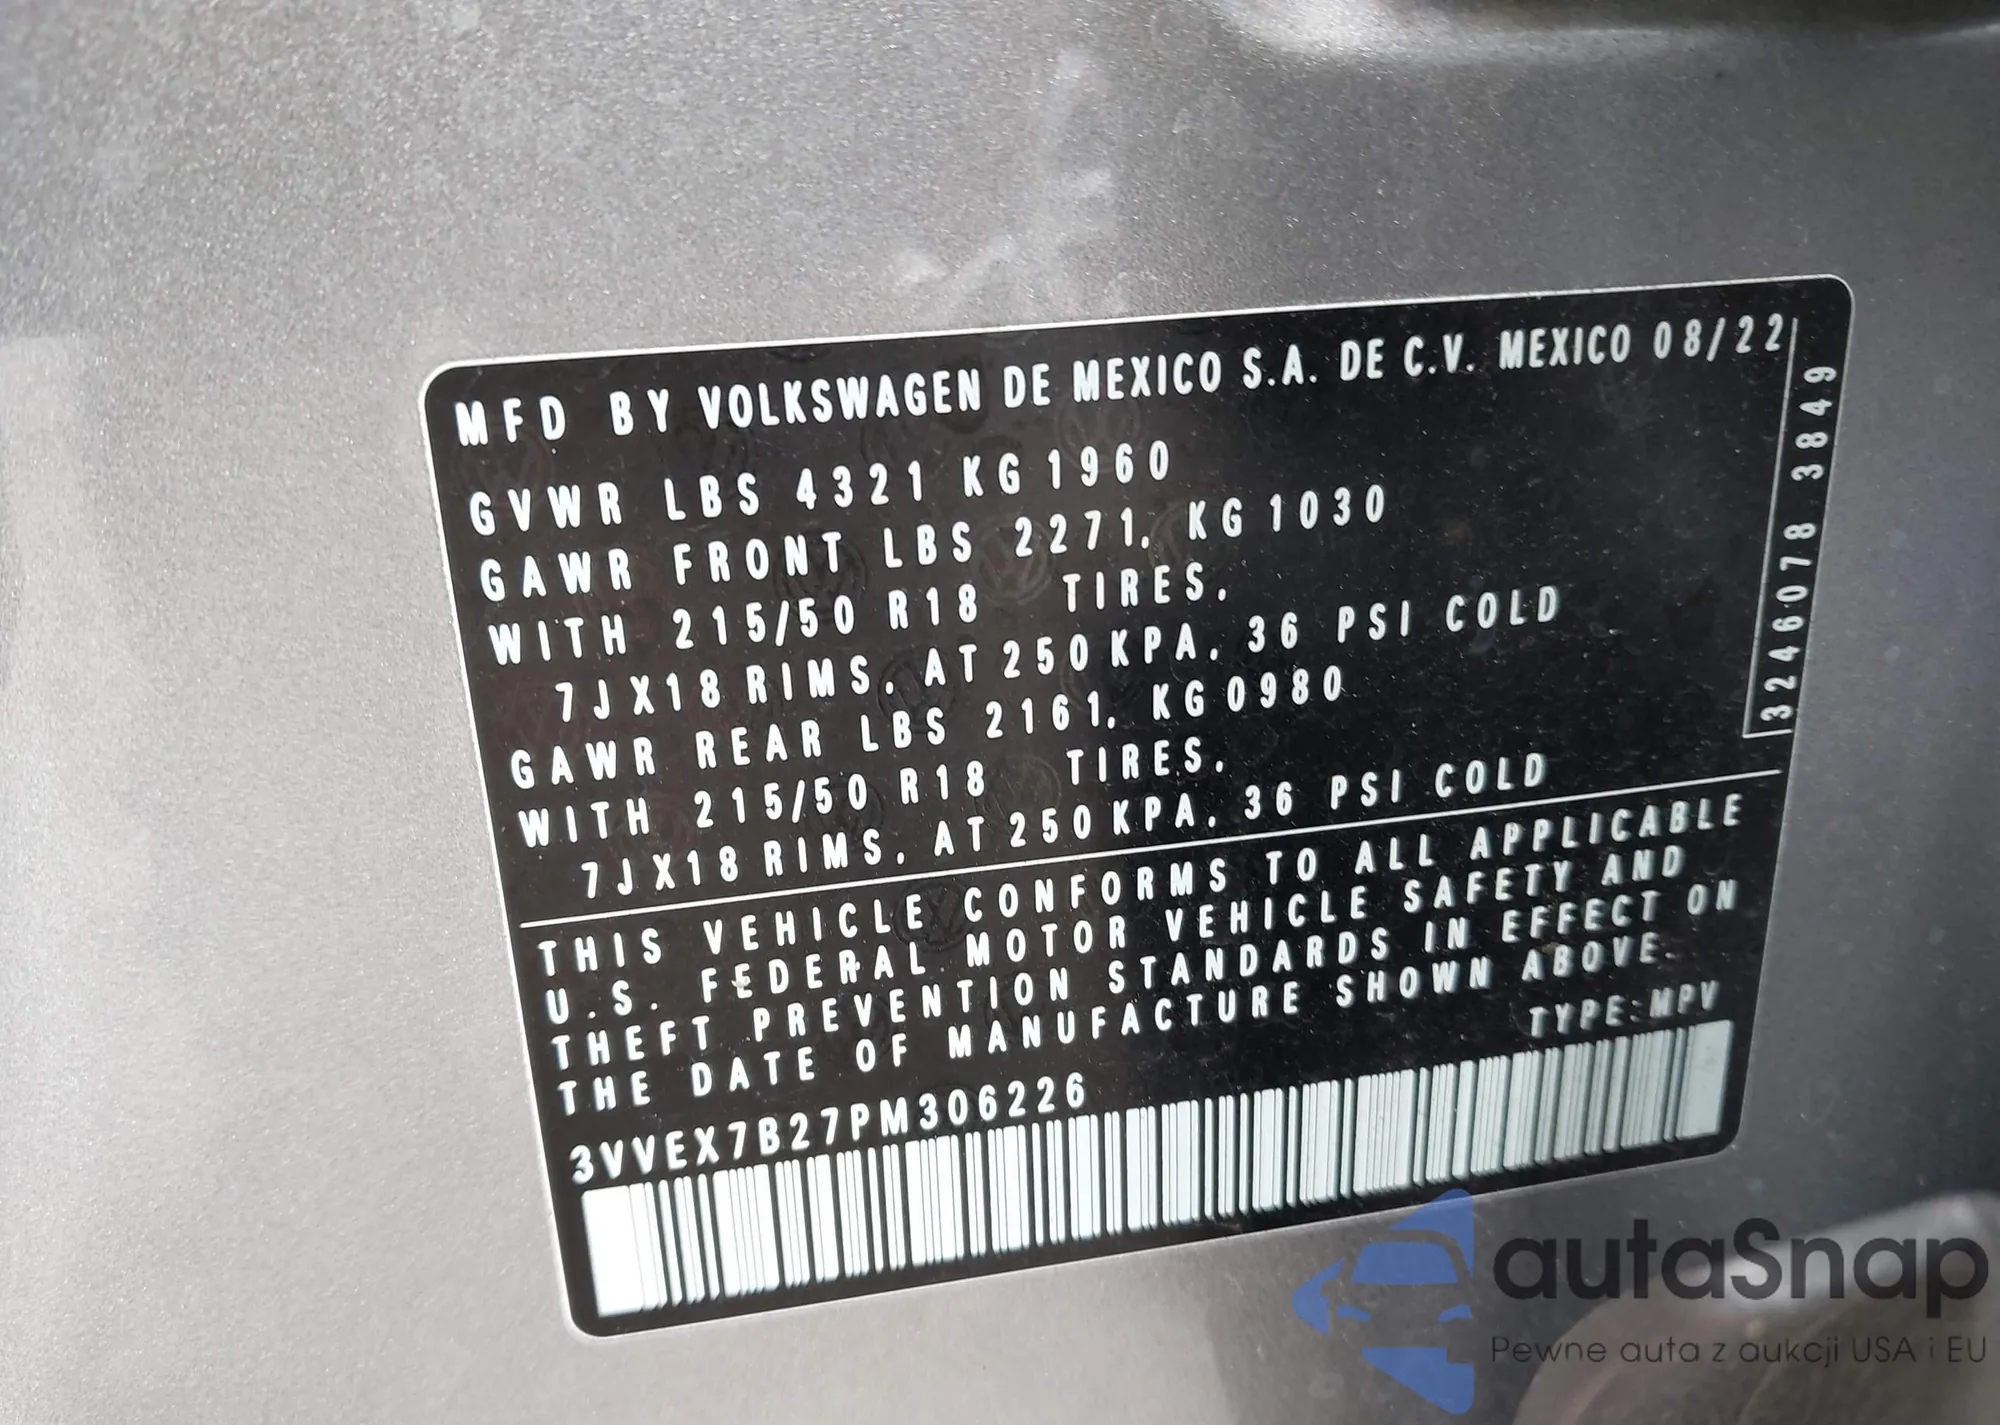 MFD BY VOLKSWAGEN DE MEXICO S.A. DE C.V. MEXICO 08/22
GVWR LBS 4321 KG 1960
GAWR FRONT LBS 2271, KG 1030
WITH 215/50 R18 TIRES.
7JX18 RIMS. AT 250 KPA. 36 PSI COLD
GAWR REAR LBS 2161, KG 0980
WITH 215/50 R18 TIRES.
7JX18 RIMS. AT 250 KPA. 36 PSI COLD
3246078 3849
THIS VEHICLE CONFORMS TO ALL APPLICABLE
U.S. FEDERAL MOTOR VEHICLE SAFETY AND
THEFT PREVENTION STANDARDS IN EFFECT ON
THE DATE OF MANUFACTURE SHOWN ABOVE.
TYPE: MPV
3VVEX7B27PM306226
autaSnap
Pewne auta z aukcji USA i EU